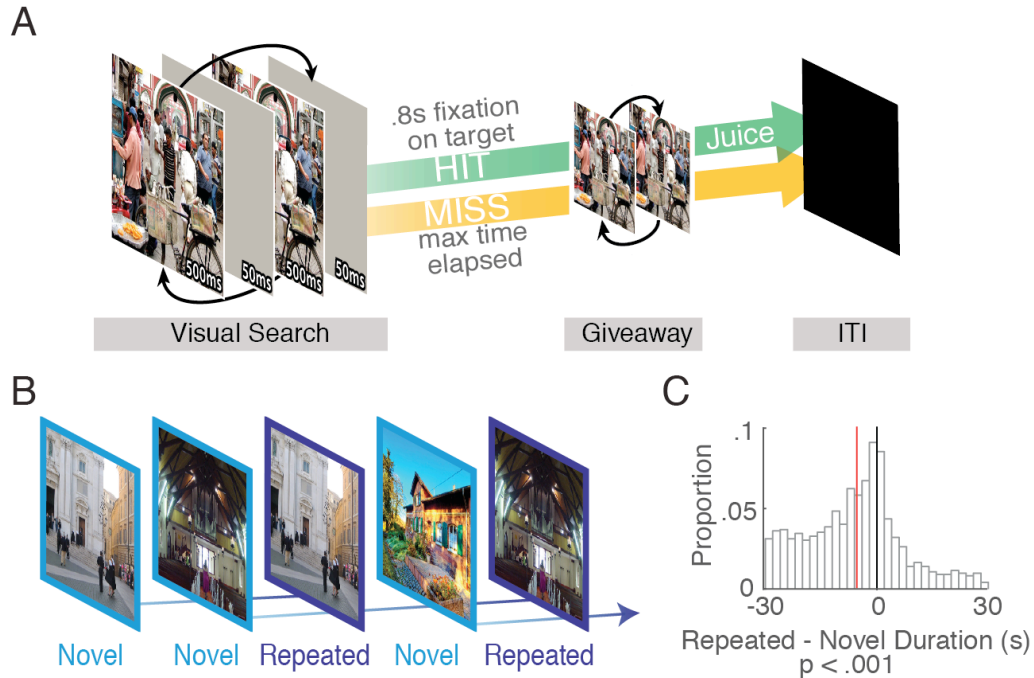 A
.8s fixation
on target
HIT
MISS
max time
elapsed
Juice
500ms
50ms
500ms
50ms
Visual Search
Giveaway
ITI
B
Novel
Novel
Repeated
Novel
Repeated
C
Proportion
.1
.05
0
-30
0
30
Repeated - Novel Duration (s)
p < .001